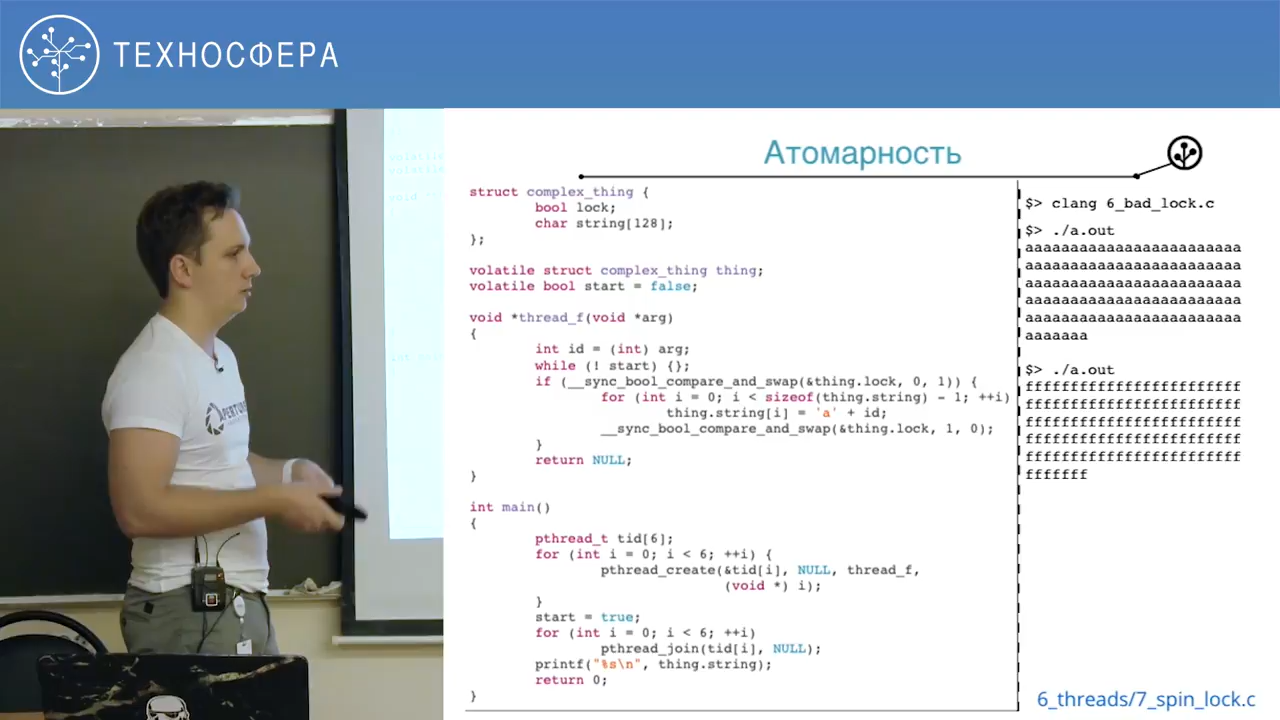 ТЕХНОСФЕРА
Атомарность
struct complex_thing {
bool lock;
char string[128];
};
volatile struct complex_thing thing;
volatile bool start = false;
void *thread_f(void *arg)
{
int id = (int) arg;
while (! start) {};
if (__sync_bool_compare_and_swap(&thing.lock, 0, 1)) {
for (int i = 0; i < sizeof(thing.string) - 1; ++i)
thing.string[i] = 'a' + id;
__sync_bool_compare_and_swap(&thing.lock, 1, 0);
}
return NULL;
}
int main()
{
pthread_t tid[6];
for (int i = 0; i < 6; ++i) {
pthread_create(&tid[i], NULL, thread_f,
(void *) i);
}
start = true;
for (int i = 0; i < 6; ++i)
pthread_join(tid[i], NULL);
printf("%s\n", thing.string);
return 0;
}
$> clang 6_bad_lock.c
$> ./a.out
aaaaaaaaaaaaaaaaaaaaaaaa
aaaaaaaaaaaaaaaaaaaaaaaa
aaaaaaaaaaaaaaaaaaaaaaaa
aaaaaaaaaaaaaaaaaaaaaaaa
aaaaaaaaaaaaaaaaaaaaaaaa
aaaaaaa
$> ./a.out
ffffffffffffffffffffffff
ffffffffffffffffffffffff
ffffffffffffffffffffffff
ffffffffffffffffffffffff
ffffffffffffffffffffffff
fffffff
6_threads/7_spin_lock.c
APERTURE